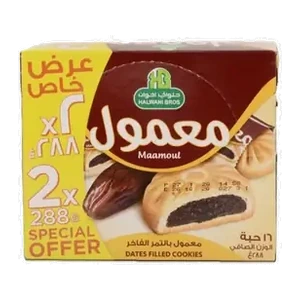 عرض
خاص
٢x
٢٨٨غ
2x
288g
SPECIAL
OFFER
حلواني اخوان
HALWANI BROS
معمول
Maamoul
معمول بالتمر الفاخر
DATES FILLED COOKIES
١٦ حبة
الوزن الصافي
٢٨٨غ